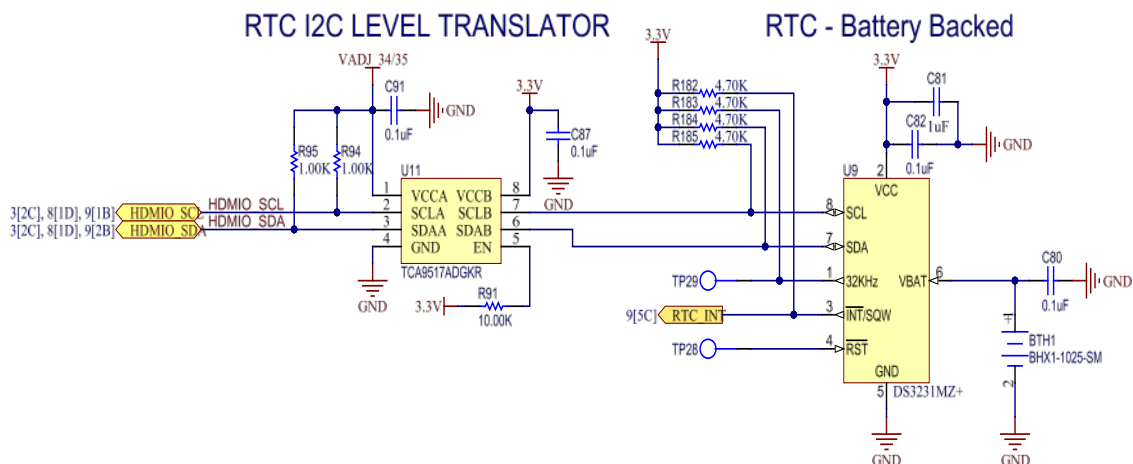 RTC I2C LEVEL TRANSLATOR
RTC - Battery Backed
VADJ_34/35
C91
0.1uF
GND
3.3V
C87
0.1uF
GND
R95
1.00K
R94
1.00K
U11
1 VCCA VCCB 8
2 SCLA SCLB 7
3 SDAA SDAB 6
4 GND EN 5
TCA9517ADGKR
3[2C], 8[1D], 9[1B] HDMIO_SCL HDMIO_SCL
3[2C], 8[1D], 9[2B] HDMIO_SDA HDMIO_SDA
GND
3.3V
R91
10.00K
3.3V
R182 4.70K
R183 4.70K
R184 4.70K
R185 4.70K
3.3V
C81
1uF
C82
0.1uF
GND
U9
2
VCC
8 SCL
7 SDA
TP29 1 32KHz
VBAT 6
9[5C] RTC_INT 3 INT/SQW
TP28 4 RST
GND
5
DS3231MZ+
GND
C80
0.1uF
GND
+1
BTH1
BHX1-1025-SM
2
GND